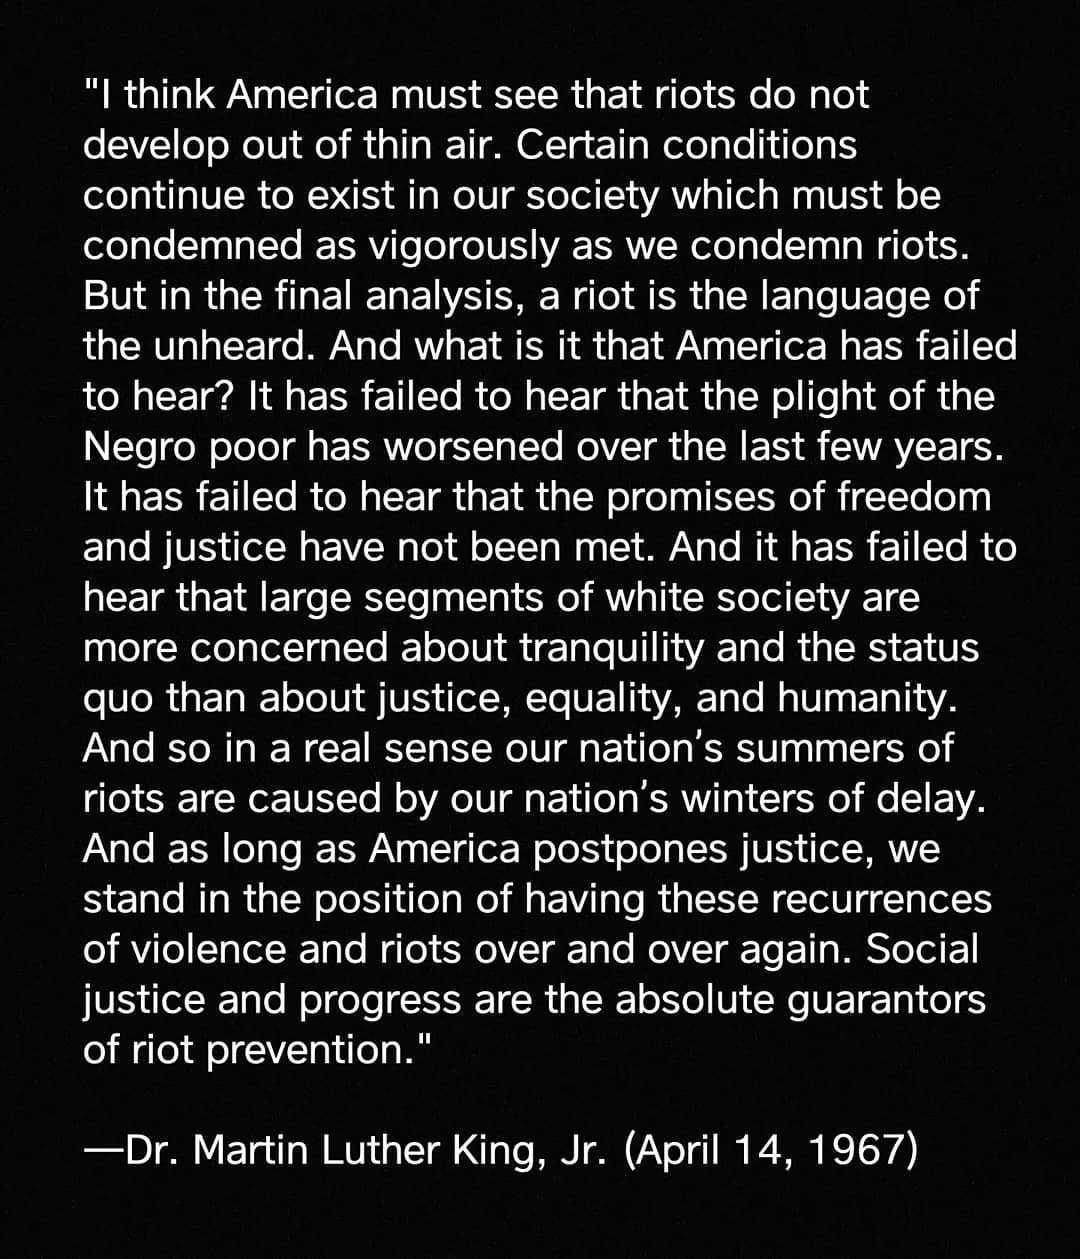 "I think America must see that riots do not
develop out of thin air. Certain conditions
continue to exist in our society which must be
condemned as vigorously as we condemn riots.
But in the final analysis, a riot is the language of
the unheard. And what is it that America has failed
to hear? It has failed to hear that the plight of the
Negro poor has worsened over the last few years.
It has failed to hear that the promises of freedom
and justice have not been met. And it has failed to
hear that large segments of white society are
more concerned about tranquility and the status
quo than about justice, equality, and humanity.
And so in a real sense our nation's summers of
riots are caused by our nation's winters of delay.
And as long as America postpones justice, we
stand in the position of having these recurrences
of violence and riots over and over again. Social
justice and progress are the absolute guarantors
of riot prevention."
—Dr. Martin Luther King, Jr. (April 14, 1967)